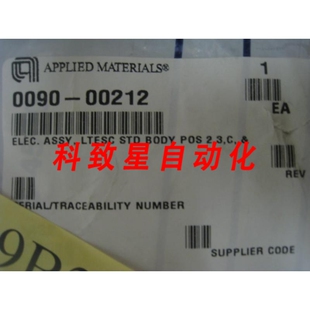 APPLIED MATERIALS®
1
0090-00212
EA
ELEC. ASSY, LTESC STD BODY POS 2,3,C, &
科致星自动化
REV
SERIAL/TRACEABILITY NUMBER
SUPPLIER CODE